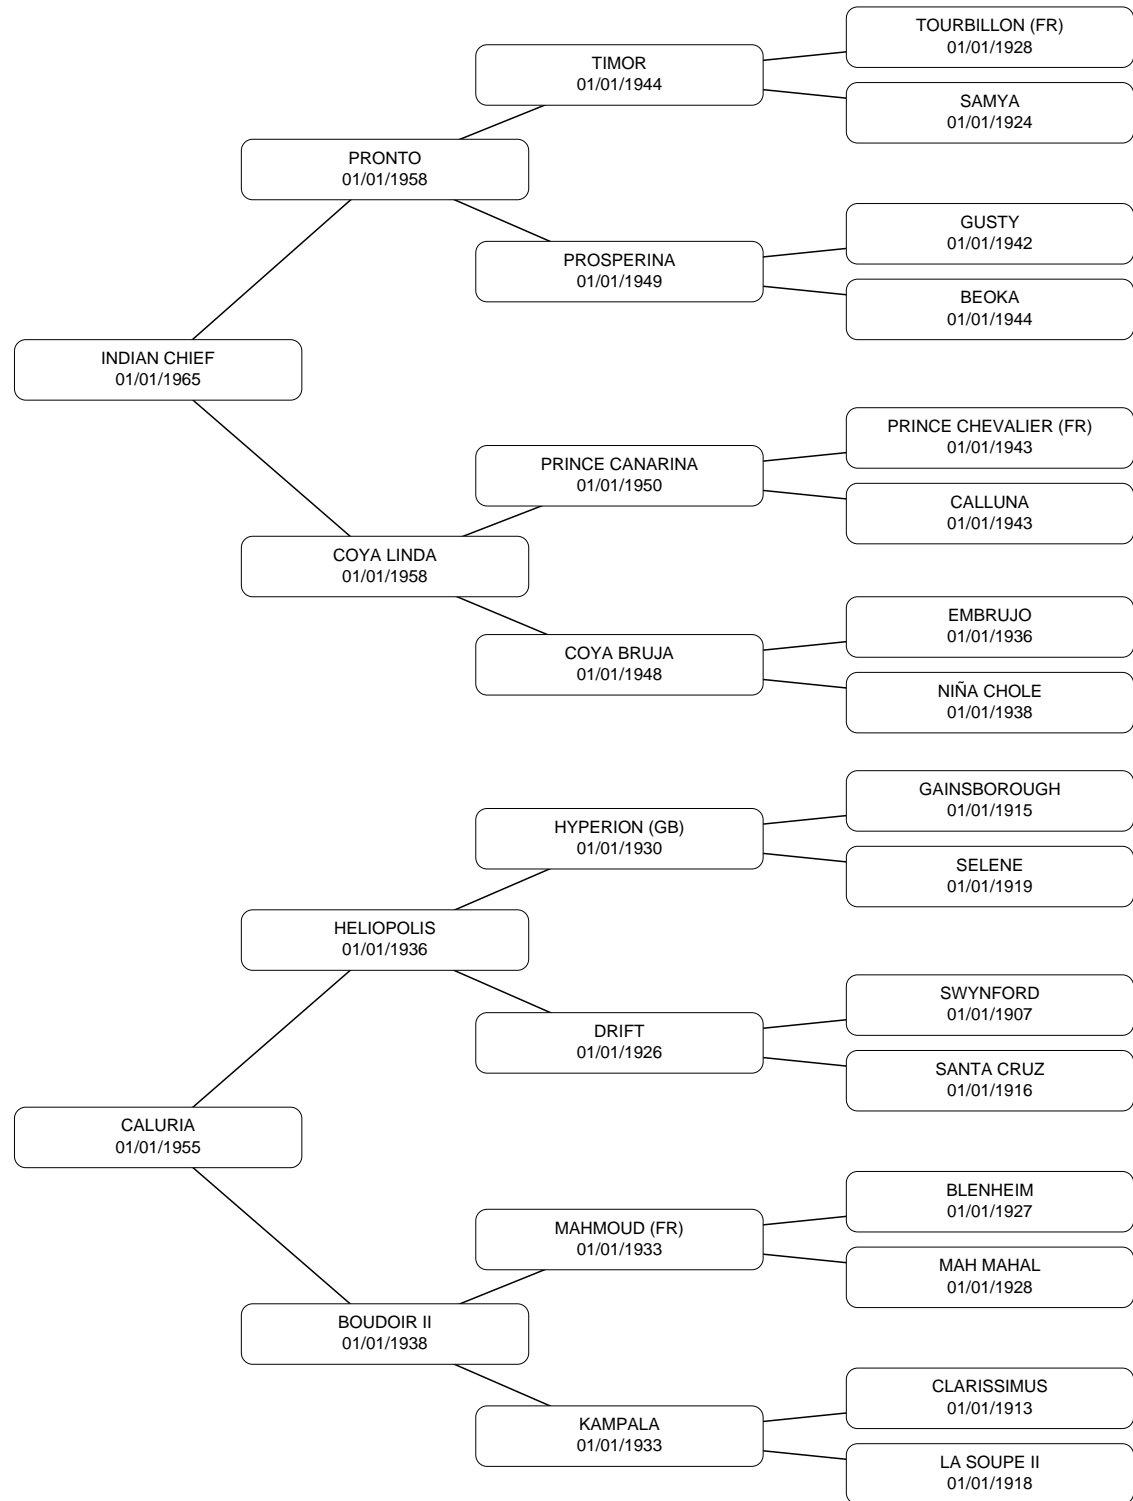 TOURBILLON (FR)
01/01/1928
TIMOR
01/01/1944
SAMYA
01/01/1924
PRONTO
01/01/1958
GUSTY
01/01/1942
PROSPERINA
01/01/1949
BEOKA
01/01/1944
INDIAN CHIEF
01/01/1965
PRINCE CHEVALIER (FR)
01/01/1943
PRINCE CANARINA
01/01/1950
CALLUNA
01/01/1943
COYA LINDA
01/01/1958
EMBRUJO
01/01/1936
COYA BRUJA
01/01/1948
NIÑA CHOLE
01/01/1938
GAINSBOROUGH
01/01/1915
HYPERION (GB)
01/01/1930
SELENE
01/01/1919
HELIOPOLIS
01/01/1936
SWYNFORD
01/01/1907
DRIFT
01/01/1926
SANTA CRUZ
01/01/1916
CALURIA
01/01/1955
BLENHEIM
01/01/1927
MAHMOUD (FR)
01/01/1933
MAH MAHAL
01/01/1928
BOUDOIR II
01/01/1938
CLARISSIMUS
01/01/1913
KAMPALA
01/01/1933
LA SOUPE II
01/01/1918